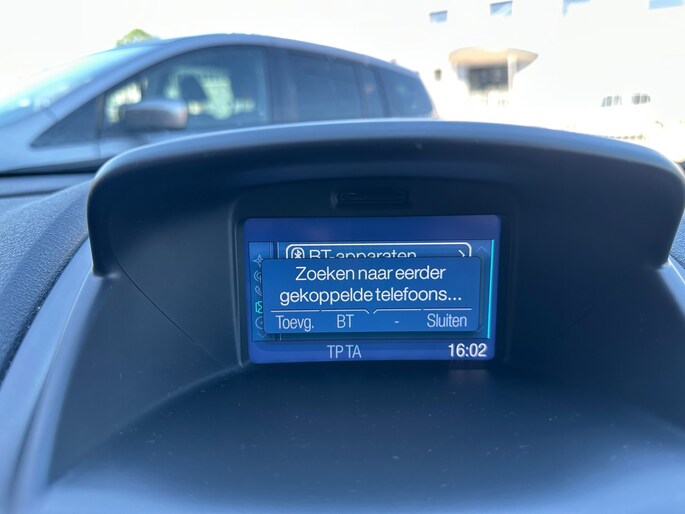 BT-apparaten
Zoeken naar eerder
gekoppelde telefoons...
Toevg. BT - Sluiten
TP TA 16:02